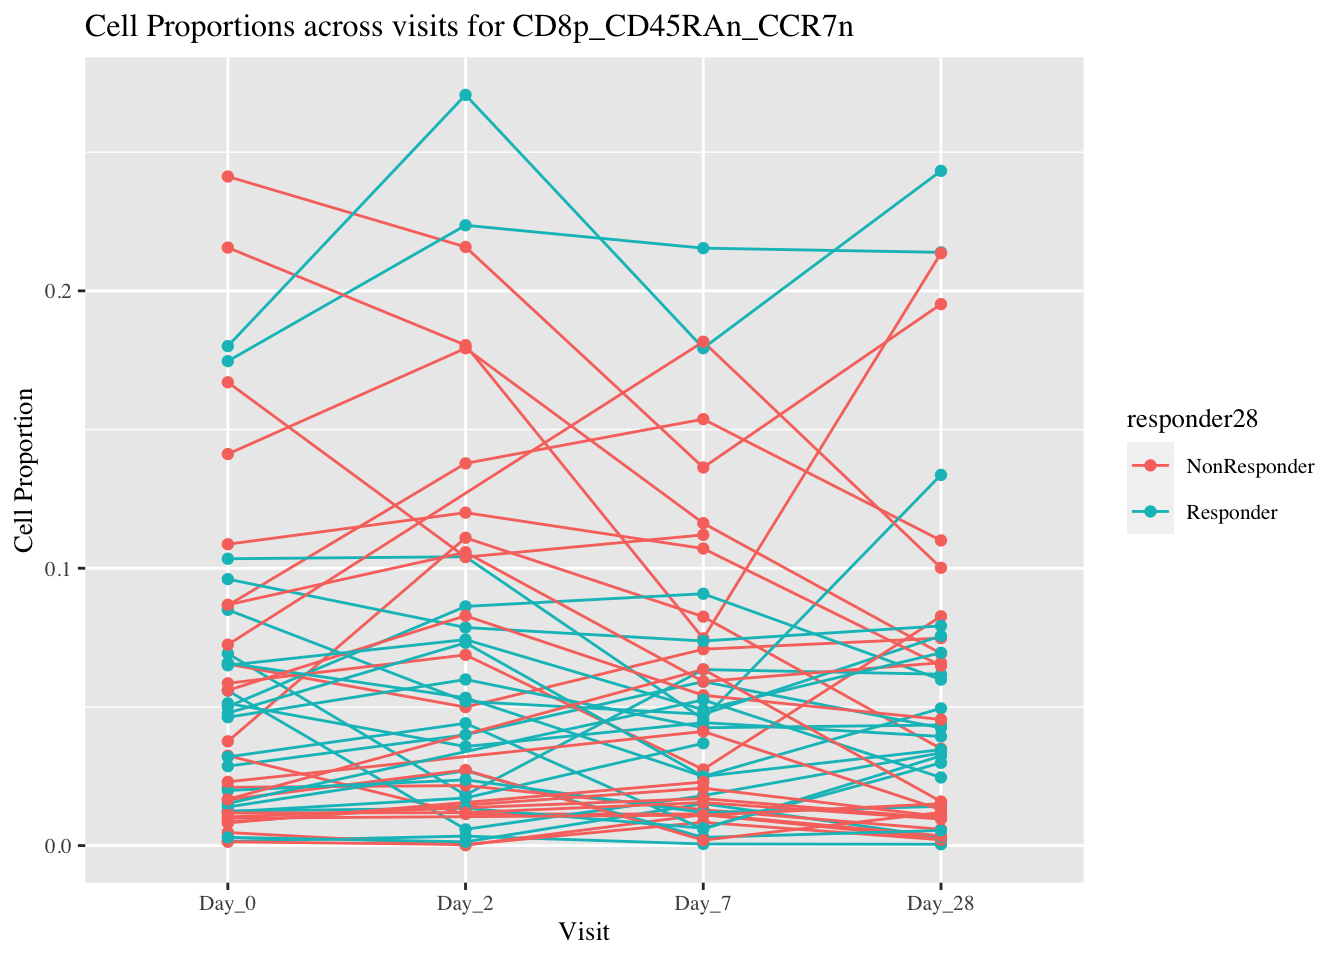 Cell Proportions across visits for CD8p_CD45RAn_CCR7n
0.2
0.1
0.0
Cell Proportion
Day_0
Day_2
Day_7
Day_28
Visit
responder28
NonResponder
Responder